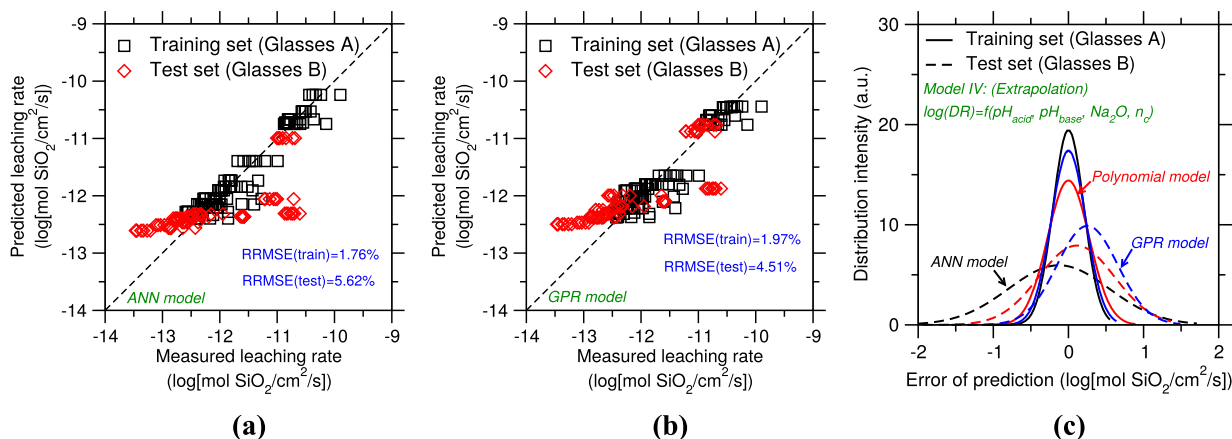 -9
-10
-11
-12
-13
-14
-14
-13
-12
-11
-10
-9
Predicted leaching rate
(log[mol SiO2/cm2/s])
Measured leaching rate
(log[mol SiO2/cm2/s])
Training set (Glasses A)
Test set (Glasses B)
RRMSE(train)=1.76%
RRMSE(test)=5.62%
ANN model
(a)
-9
-10
-11
-12
-13
-14
-14
-13
-12
-11
-10
-9
Predicted leaching rate
(log[mol SiO2/cm2/s])
Measured leaching rate
(log[mol SiO2/cm2/s])
Training set (Glasses A)
Test set (Glasses B)
RRMSE(train)=1.97%
RRMSE(test)=4.51%
GPR model
(b)
30
20
10
0
-2
-1
0
1
2
Distribution intensity (a.u.)
Error of prediction (log[mol SiO2/cm2/s])
Training set (Glasses A)
Test set (Glasses B)
Model IV: (Extrapolation)
log(DR)=f(pHacid, pHbase, Na2O, nc)
Polynomial model
GPR model
ANN model
(c)